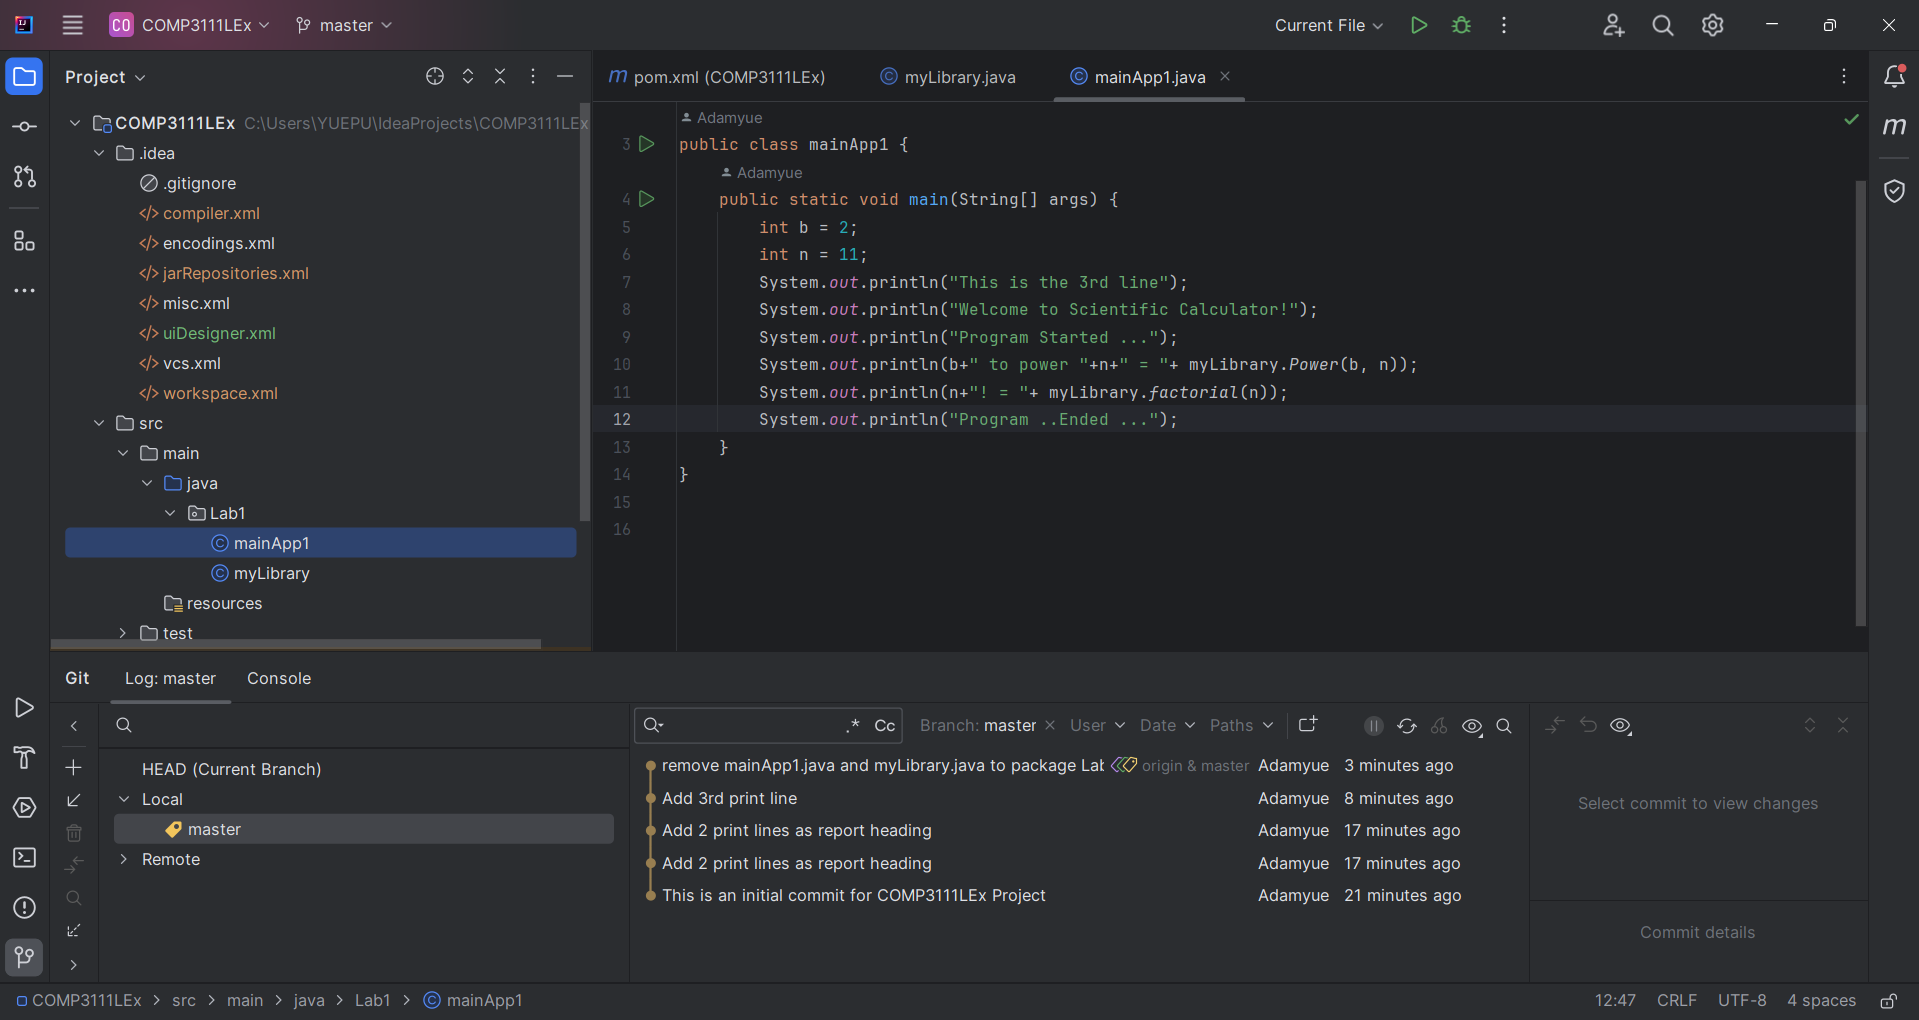 CO COMP3111LEx master Current File
Project
COMP3111LEx C:\Users\YUEPU\IdeaProjects\COMP3111LEx
.idea
.gitignore
compiler.xml
encodings.xml
jarRepositories.xml
misc.xml
uiDesigner.xml
vcs.xml
workspace.xml
src
main
java
Lab1
mainApp1
myLibrary
resources
test
m pom.xml (COMP3111LEx) myLibrary.java mainApp1.java
Adamyue
3 public class mainApp1 {
Adamyue
4 public static void main(String[] args) {
5 int b = 2;
6 int n = 11;
7 System.out.println("This is the 3rd line");
8 System.out.println("Welcome to Scientific Calculator!");
9 System.out.println("Program Started ...");
10 System.out.println(b+" to power "+n+" = "+ myLibrary.Power(b, n));
11 System.out.println(n+"! = "+ myLibrary.factorial(n));
12 System.out.println("Program ..Ended ...");
13 }
14 }
15
16
m
Git Log: master Console
HEAD (Current Branch)
Local
master
Remote
.* Cc Branch: master User Date Paths
remove mainApp1.java and myLibrary.java to package Lab origin & master Adamyue 3 minutes ago
Add 3rd print line Adamyue 8 minutes ago
Add 2 print lines as report heading Adamyue 17 minutes ago
Add 2 print lines as report heading Adamyue 17 minutes ago
This is an initial commit for COMP3111LEx Project Adamyue 21 minutes ago
Select commit to view changes
Commit details
COMP3111LEx > src > main > java > Lab1 > mainApp1 12:47 CRLF UTF-8 4 spaces